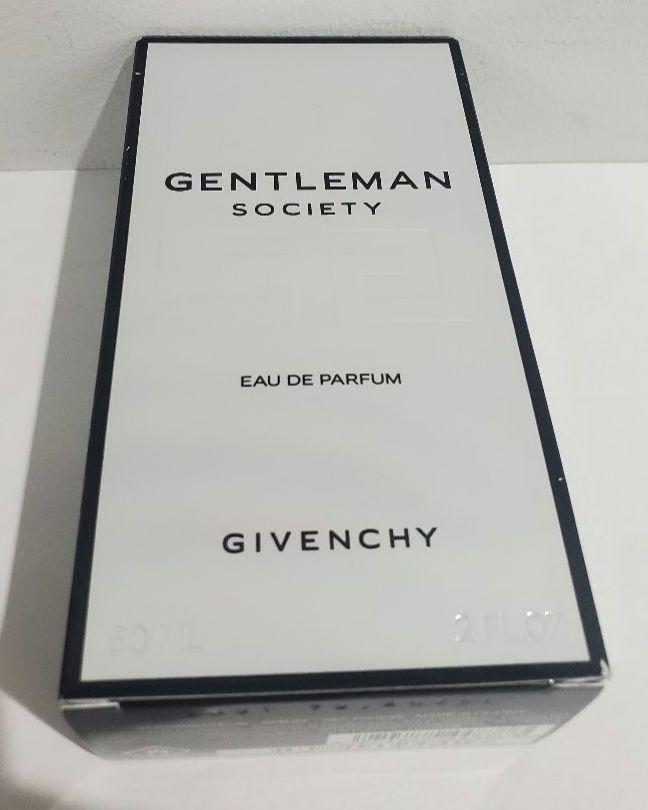 GENTLEMAN
SOCIETY
EAU DE PARFUM
GIVENCHY
60 ML 2 FL.OZ